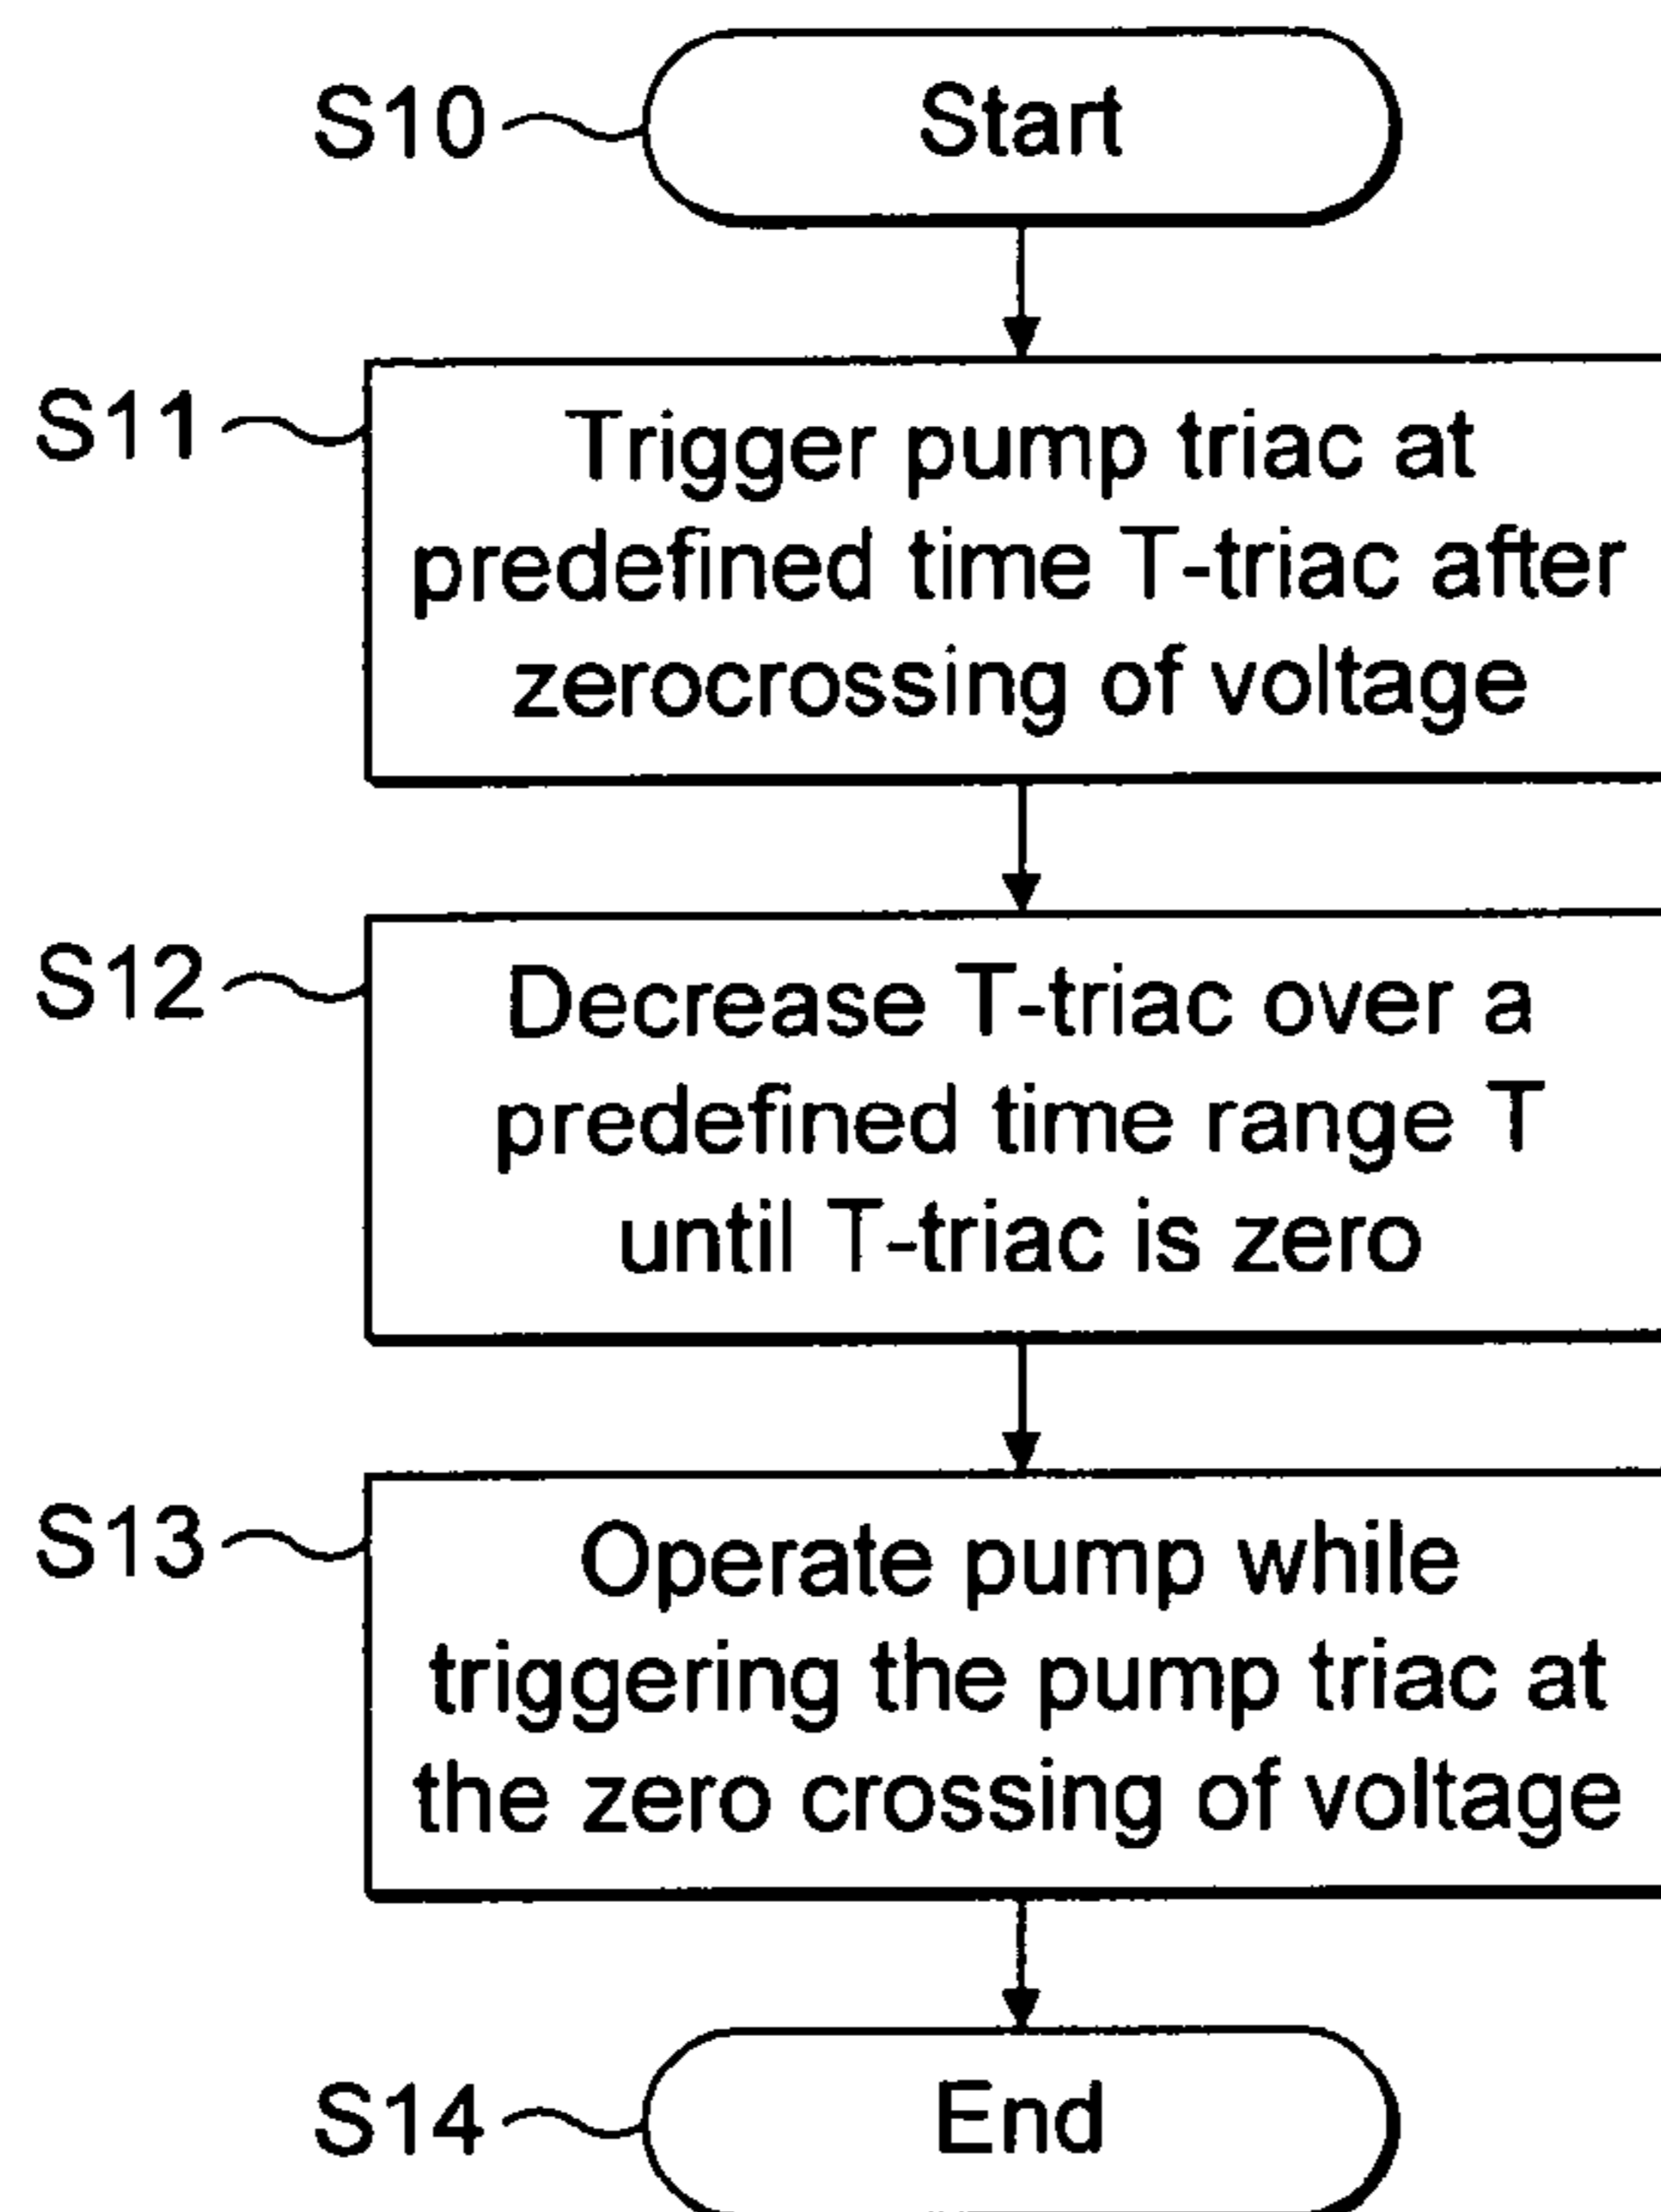 S10
Start
S11
Trigger pump triac at
predefined time T-triac after
zerocrossing of voltage
S12
Decrease T-triac over a
predefined time range T
until T-triac is zero
S13
Operate pump while
triggering the pump triac at
the zero crossing of voltage
S14
End